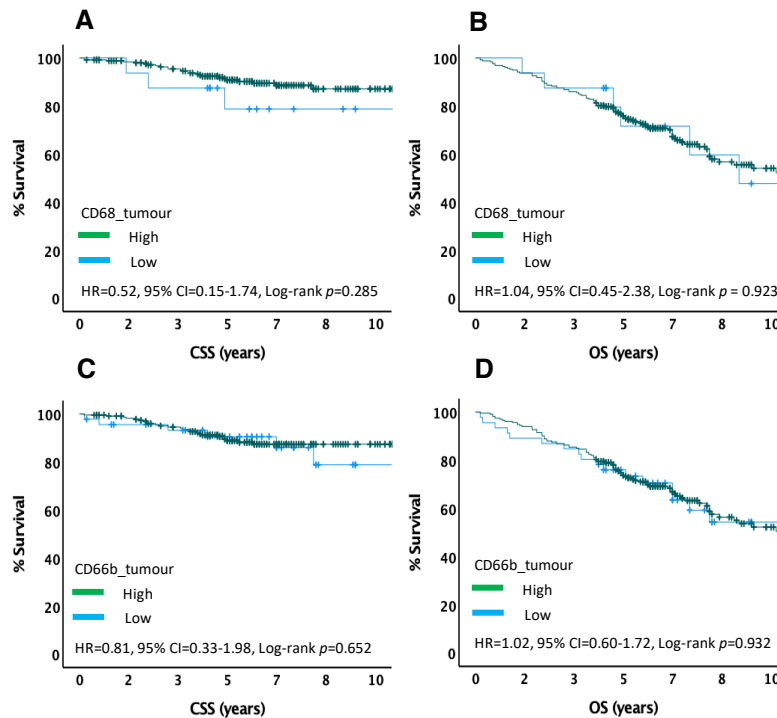 A
% Survival
100
80
60
40
20
0
CD68_tumour
High
Low
HR=0.52, 95% CI=0.15-1.74, Log-rank p=0.285
0 2 3 5 7 8 10
CSS (years)
B
% Survival
100
80
60
40
20
0
CD68_tumour
High
Low
HR=1.04, 95% CI=0.45-2.38, Log-rank p = 0.923
0 2 3 5 7 8 10
OS (years)
C
% Survival
100
80
60
40
20
0
CD66b_tumour
High
Low
HR=0.81, 95% CI=0.33-1.98, Log-rank p=0.652
0 2 3 5 7 8 10
CSS (years)
D
% Survival
100
80
60
40
20
0
CD66b_tumour
High
Low
HR=1.02, 95% CI=0.60-1.72, Log-rank p=0.932
0 2 3 5 7 8 10
OS (years)